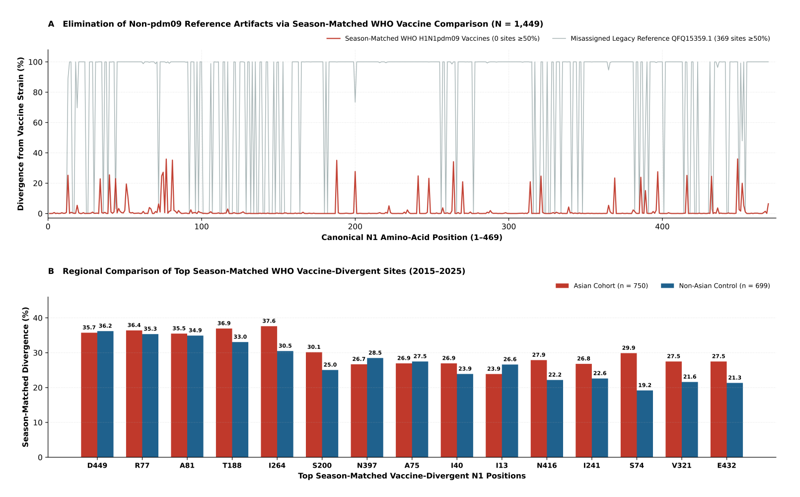 A Elimination of Non-pdm09 Reference Artifacts via Season-Matched WHO Vaccine Comparison (N = 1,449)
Season-Matched WHO H1N1pdm09 Vaccines (0 sites ≥50%) Misassigned Legacy Reference QFQ15359.1 (369 sites ≥50%)
Divergence from Vaccine Strain (%)
100
80
60
40
20
0
0 100 200 300 400
Canonical N1 Amino-Acid Position (1–469)
B Regional Comparison of Top Season-Matched WHO Vaccine-Divergent Sites (2015–2025)
Asian Cohort (n = 750) Non-Asian Control (n = 699)
Season-Matched Divergence (%)
40
30
20
10
0
35.7 36.2 36.4 35.3 35.5 34.9 36.9 33.0 37.6 30.5 30.1 25.0 26.7 28.5 26.9 27.5 26.9 23.9 23.9 26.6 27.9 22.2 26.8 22.6 29.9 19.2 27.5 21.6 27.5 21.3
D449 R77 A81 T188 I264 S200 N397 A75 I40 I13 N416 I241 S74 V321 E432
Top Season-Matched Vaccine-Divergent N1 Positions